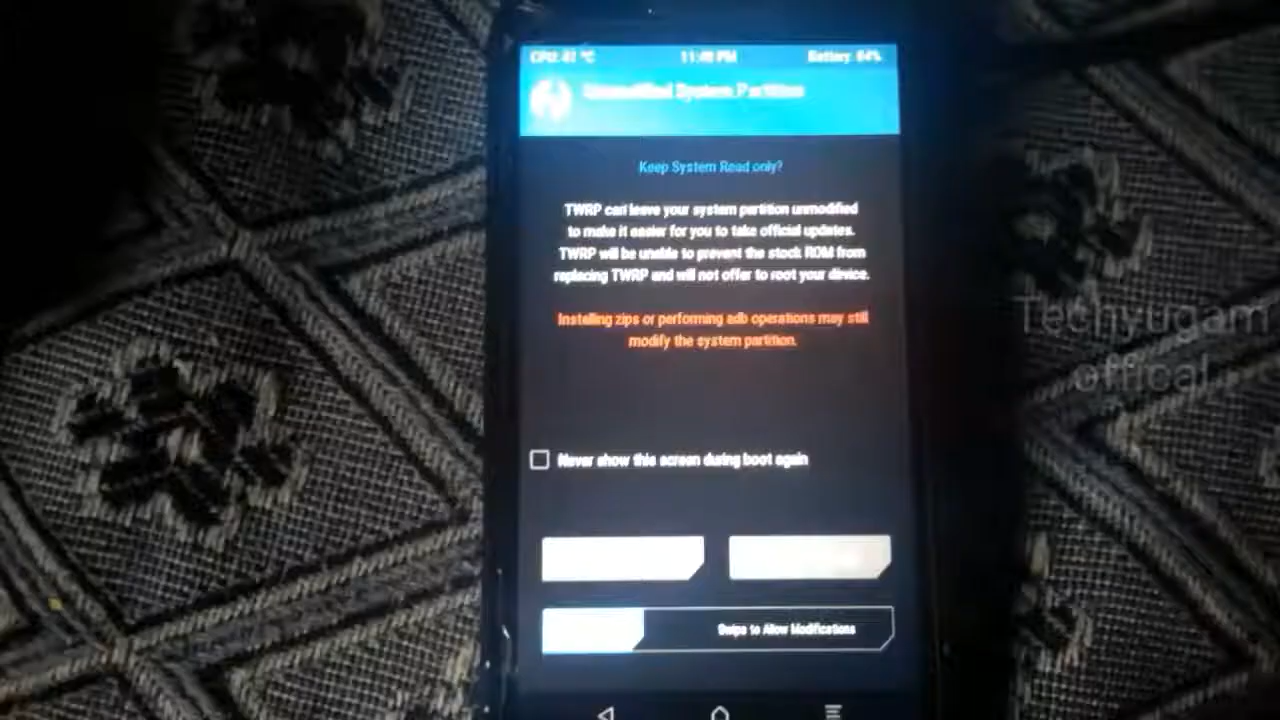 CPU: 41 °C 11:48 PM Battery: 84%
Unmodified System Partition
Keep System Read only?
TWRP can leave your system partition unmodified
to make it easier for you to take official updates.
TWRP will be unable to prevent the stock ROM from
replacing TWRP and will not offer to root your device.
Installing zips or performing adb operations may still
modify the system partition.
Never show this screen during boot again
Swipe to Allow Modifications
Techyugam
offical